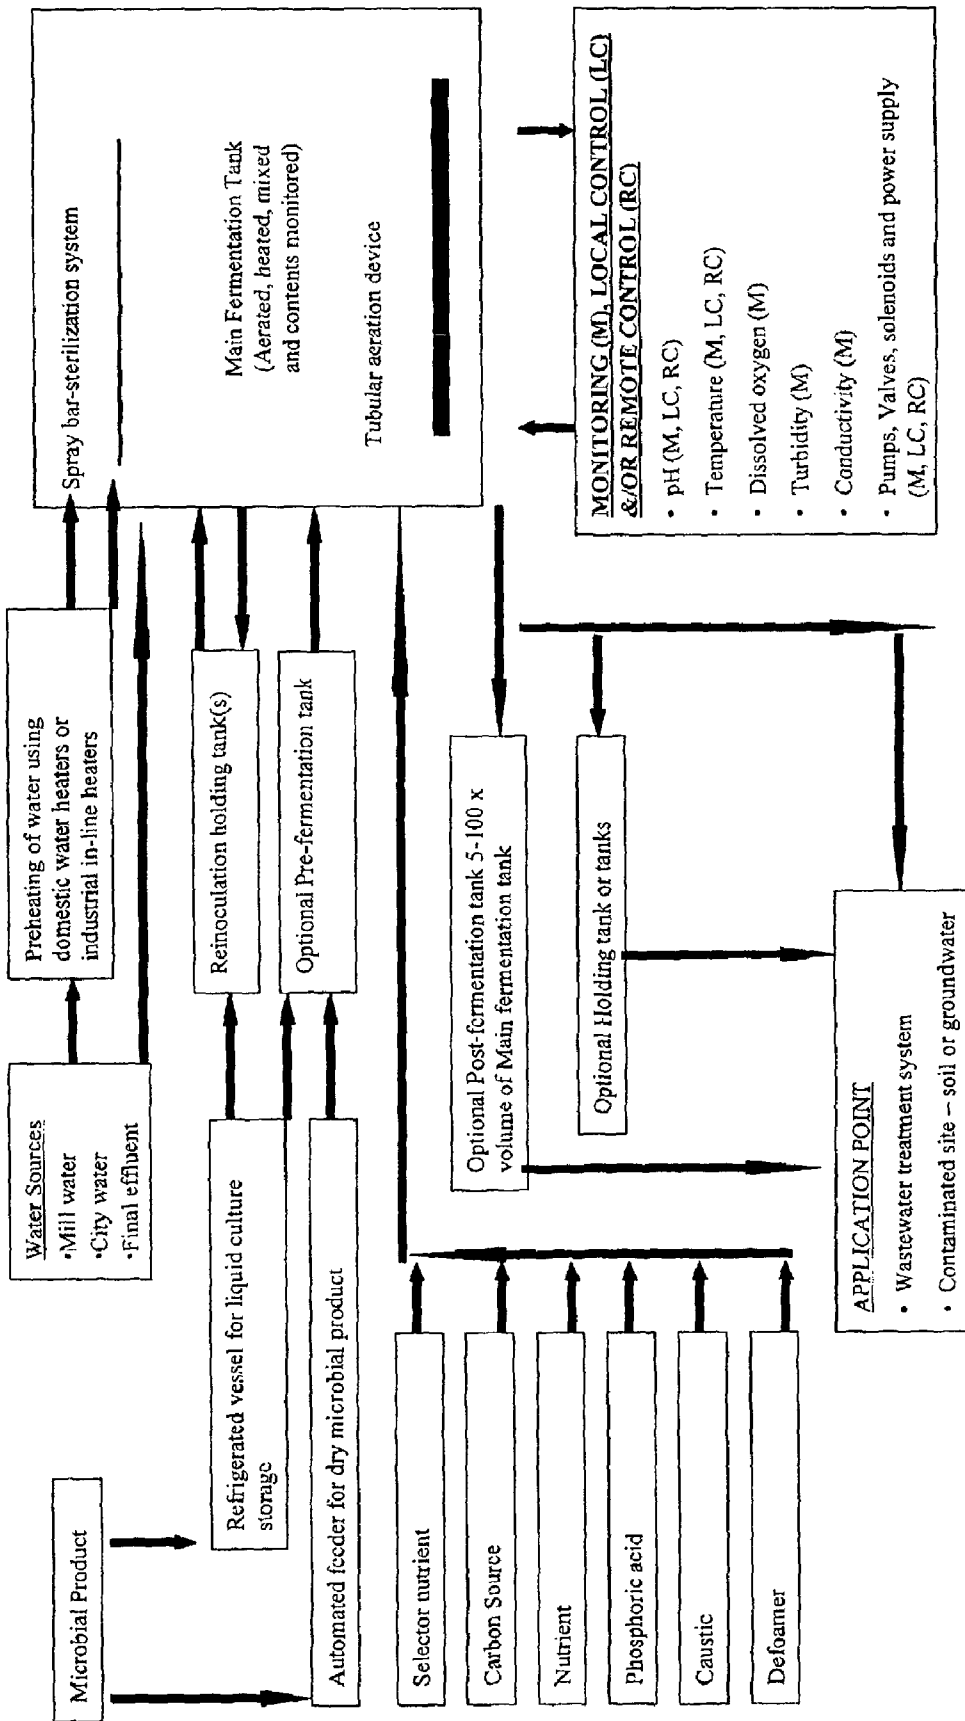 Microbial Product
Water Sources
•Mill water
•City water
•Final effluent
Preheating of water using
domestic water heaters or
industrial in-line heaters
Spray bar-sterilization system
Main Fermentation Tank
(Aerated, heated, mixed
and contents monitored)
Tubular aeration device
Refrigerated vessel for liquid culture
storage
Automated feeder for dry microbial product
Reinoculation holding tank(s)
Optional Pre-fermentation tank
Selector nutrient
Carbon Source
Nutrient
Phosphoric acid
Caustic
Defoamer
Optional Post-fermentation tank 5-100 x
volume of Main fermentation tank
Optional Holding tank or tanks
APPLICATION POINT
• Wastewater treatment system
• Contaminated site – soil or groundwater
MONITORING (M), LOCAL CONTROL (LC)
&/OR REMOTE CONTROL (RC)
• pH (M, LC, RC)
• Temperature (M, LC, RC)
• Dissolved oxygen (M)
• Turbidity (M)
• Conductivity (M)
• Pumps, Valves, solenoids and power supply
(M, LC, RC)